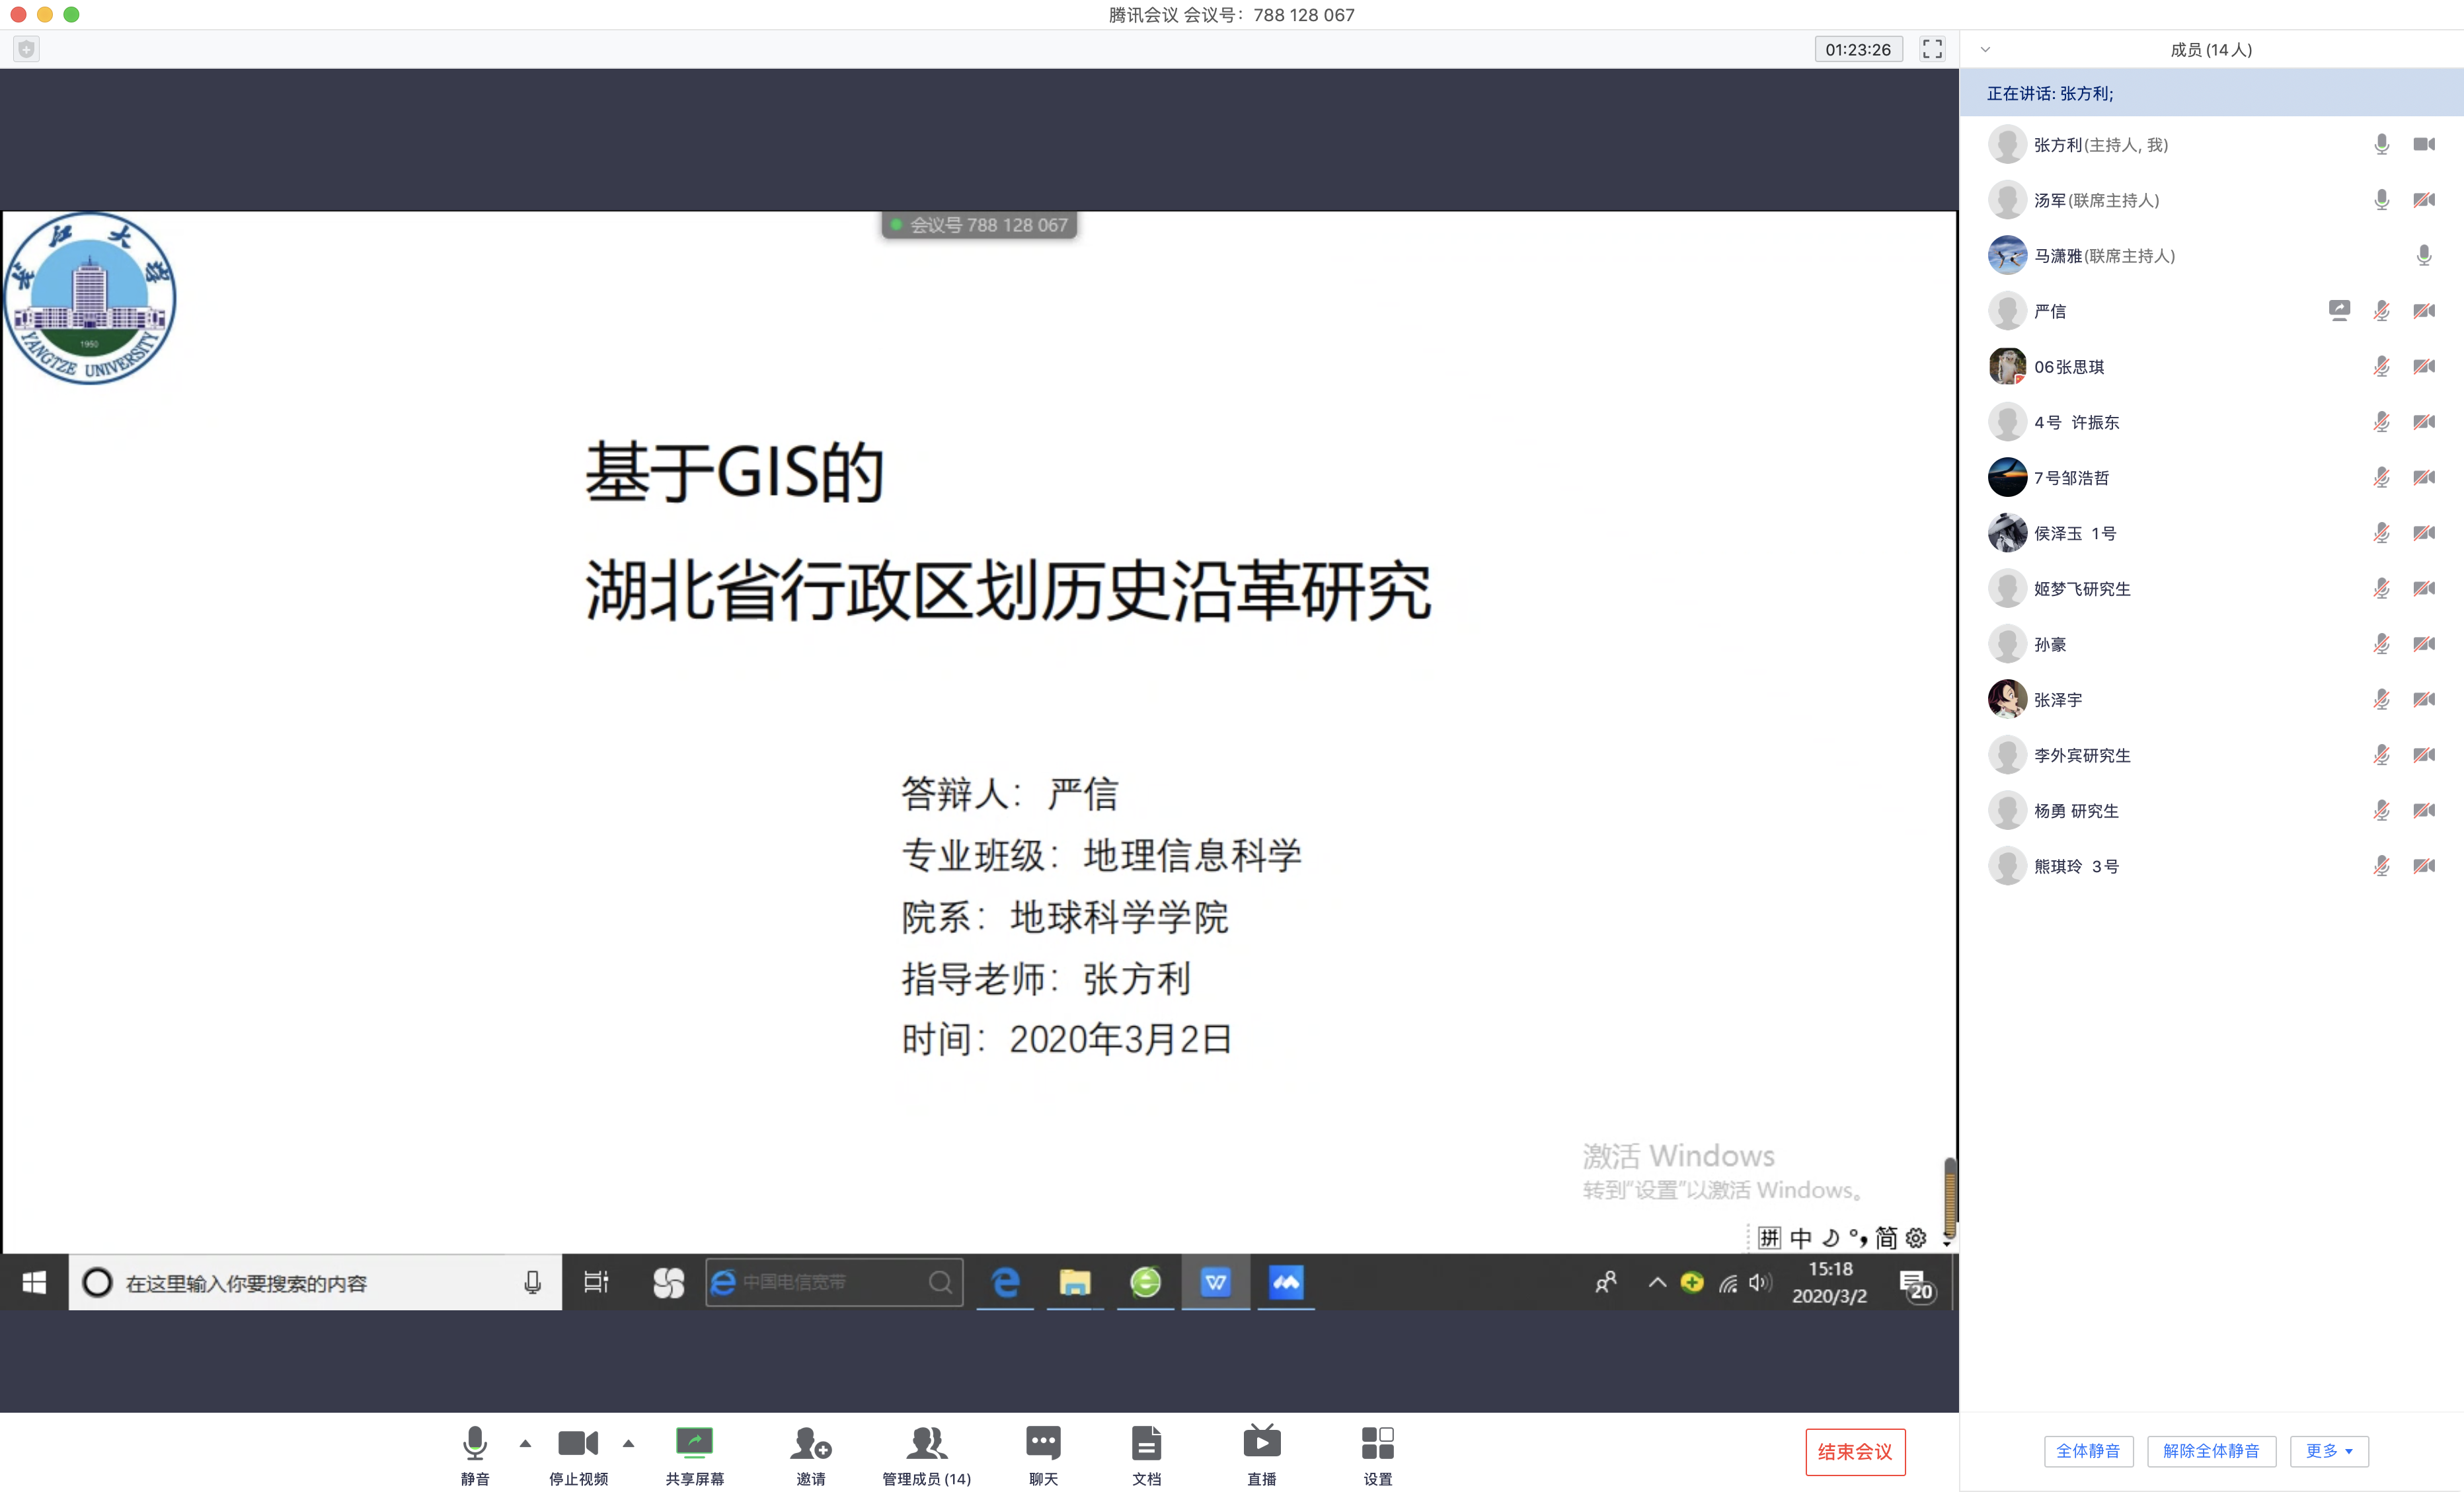 腾讯会议 会议号：788 128 067
01:23:26
成员(14人)
正在讲话: 张方利;
张方利(主持人, 我)
汤军(联席主持人)
马潇雅(联席主持人)
严信
06张思琪
4号 许振东
7号邹浩哲
侯泽玉 1号
姬梦飞研究生
孙豪
张泽宇
李外宾研究生
杨勇 研究生
熊琪玲 3号
会议号 788 128 067
长江大学
1950
YANGTZE UNIVERSITY
基于GIS的
湖北省行政区划历史沿革研究
答辩人：严信
专业班级：地理信息科学
院系：地球科学学院
指导老师：张方利
时间：2020年3月2日
激活 Windows
转到“设置”以激活 Windows。
拼 中 简
在这里输入你要搜索的内容
中国电信宽带
15:18
2020/3/2
20
静音
停止视频
共享屏幕
邀请
管理成员(14)
聊天
文档
直播
设置
结束会议
全体静音
解除全体静音
更多